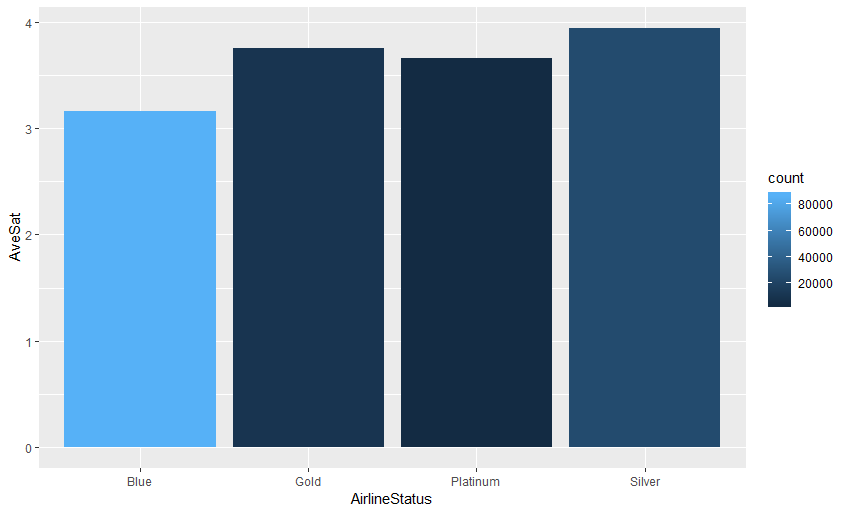 4
3
2
1
0
AveSat
Blue Gold Platinum Silver
AirlineStatus
count
80000
60000
40000
20000